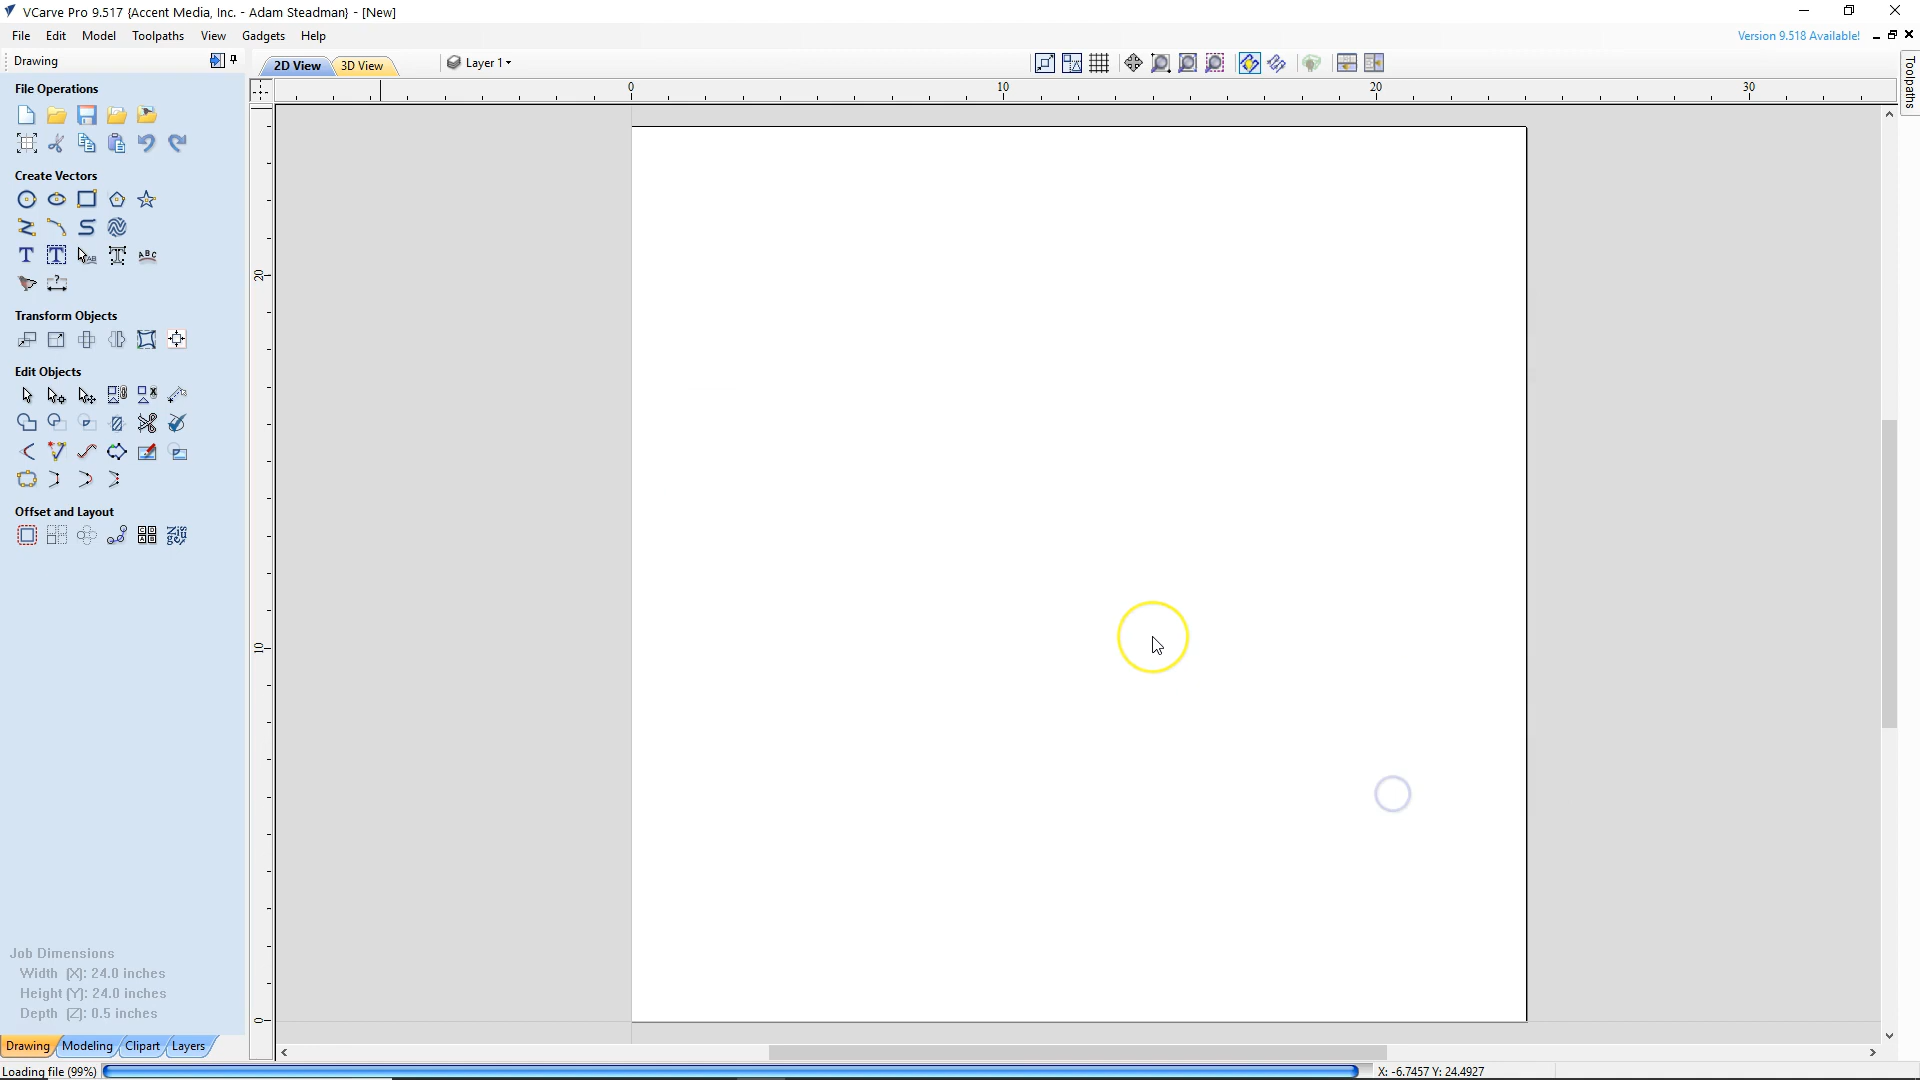 VCarve Pro 9.517 {Accent Media, Inc. - Adam Steadman} - [New]
File Edit Model Toolpaths View Gadgets Help
Version 9.518 Available!
Drawing
2D View 3D View Layer 1
Toolpaths
File Operations
0 10 20 30
Create Vectors
20
Transform Objects
Edit Objects
Offset and Layout
10
Job Dimensions
Width (X): 24.0 inches
Height (Y): 24.0 inches
Depth (Z): 0.5 inches
0
Drawing Modeling Clipart Layers
Loading file (99%)
X: -6.7457 Y: 24.4927